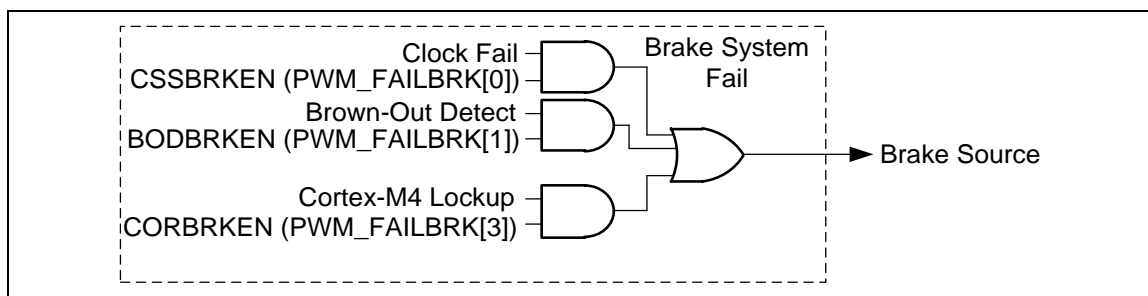 Clock Fail
CSSBRKEN (PWM_FAILBRK[0])
Brown-Out Detect
BODBRKEN (PWM_FAILBRK[1])
Cortex-M4 Lockup
CORBRKEN (PWM_FAILBRK[3])
Brake System
Fail
Brake Source